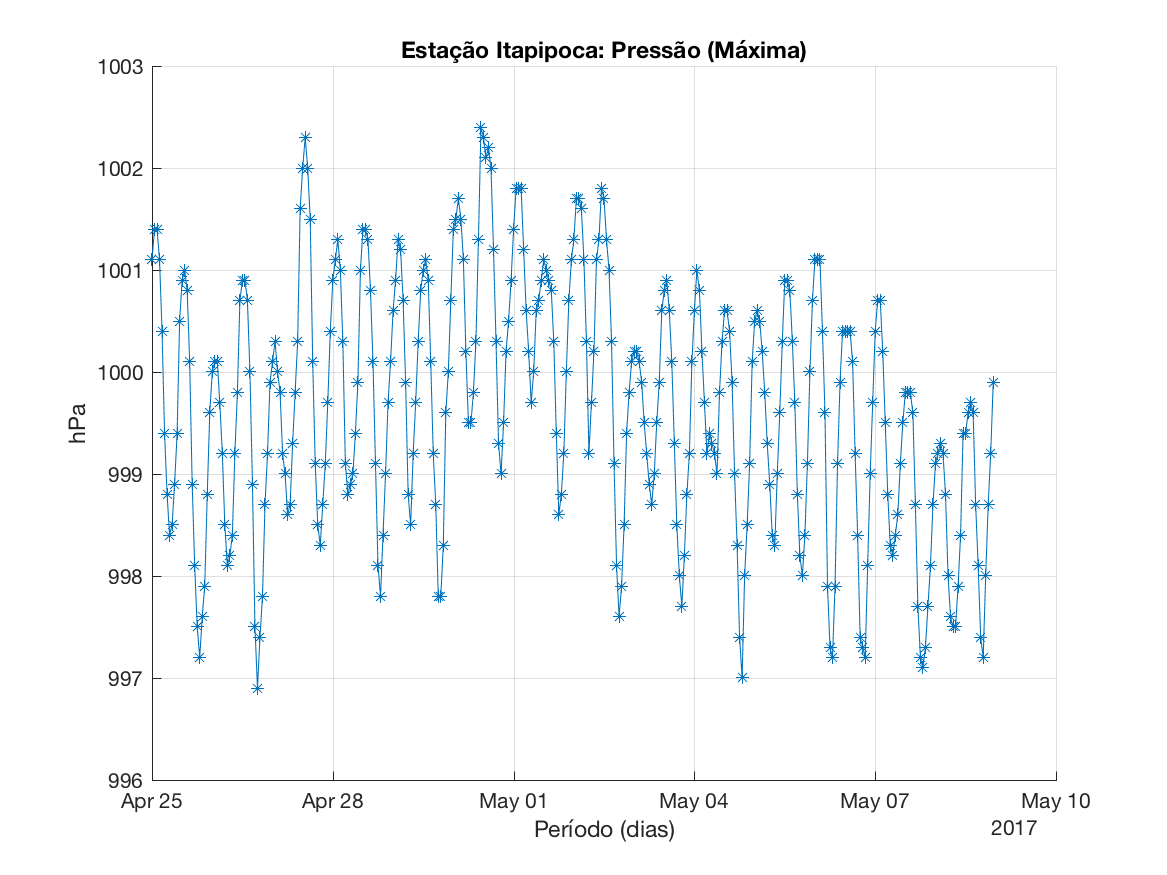 Estação Itapipoca: Pressão (Máxima)
1003
1002
1001
1000
999
998
997
996
hPa
Apr 25
Apr 28
May 01
May 04
May 07
May 10
Período (dias)
2017